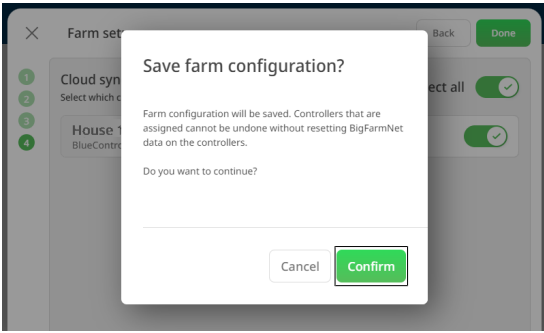 Farm set
Back
Done
Save farm configuration?
1
Cloud syn
ect all
2
Select which c
Farm configuration will be saved. Controllers that are
assigned cannot be undone without resetting BigFarmNet
data on the controllers.
3
House 1
4
BlueContro
Do you want to continue?
Cancel
Confirm